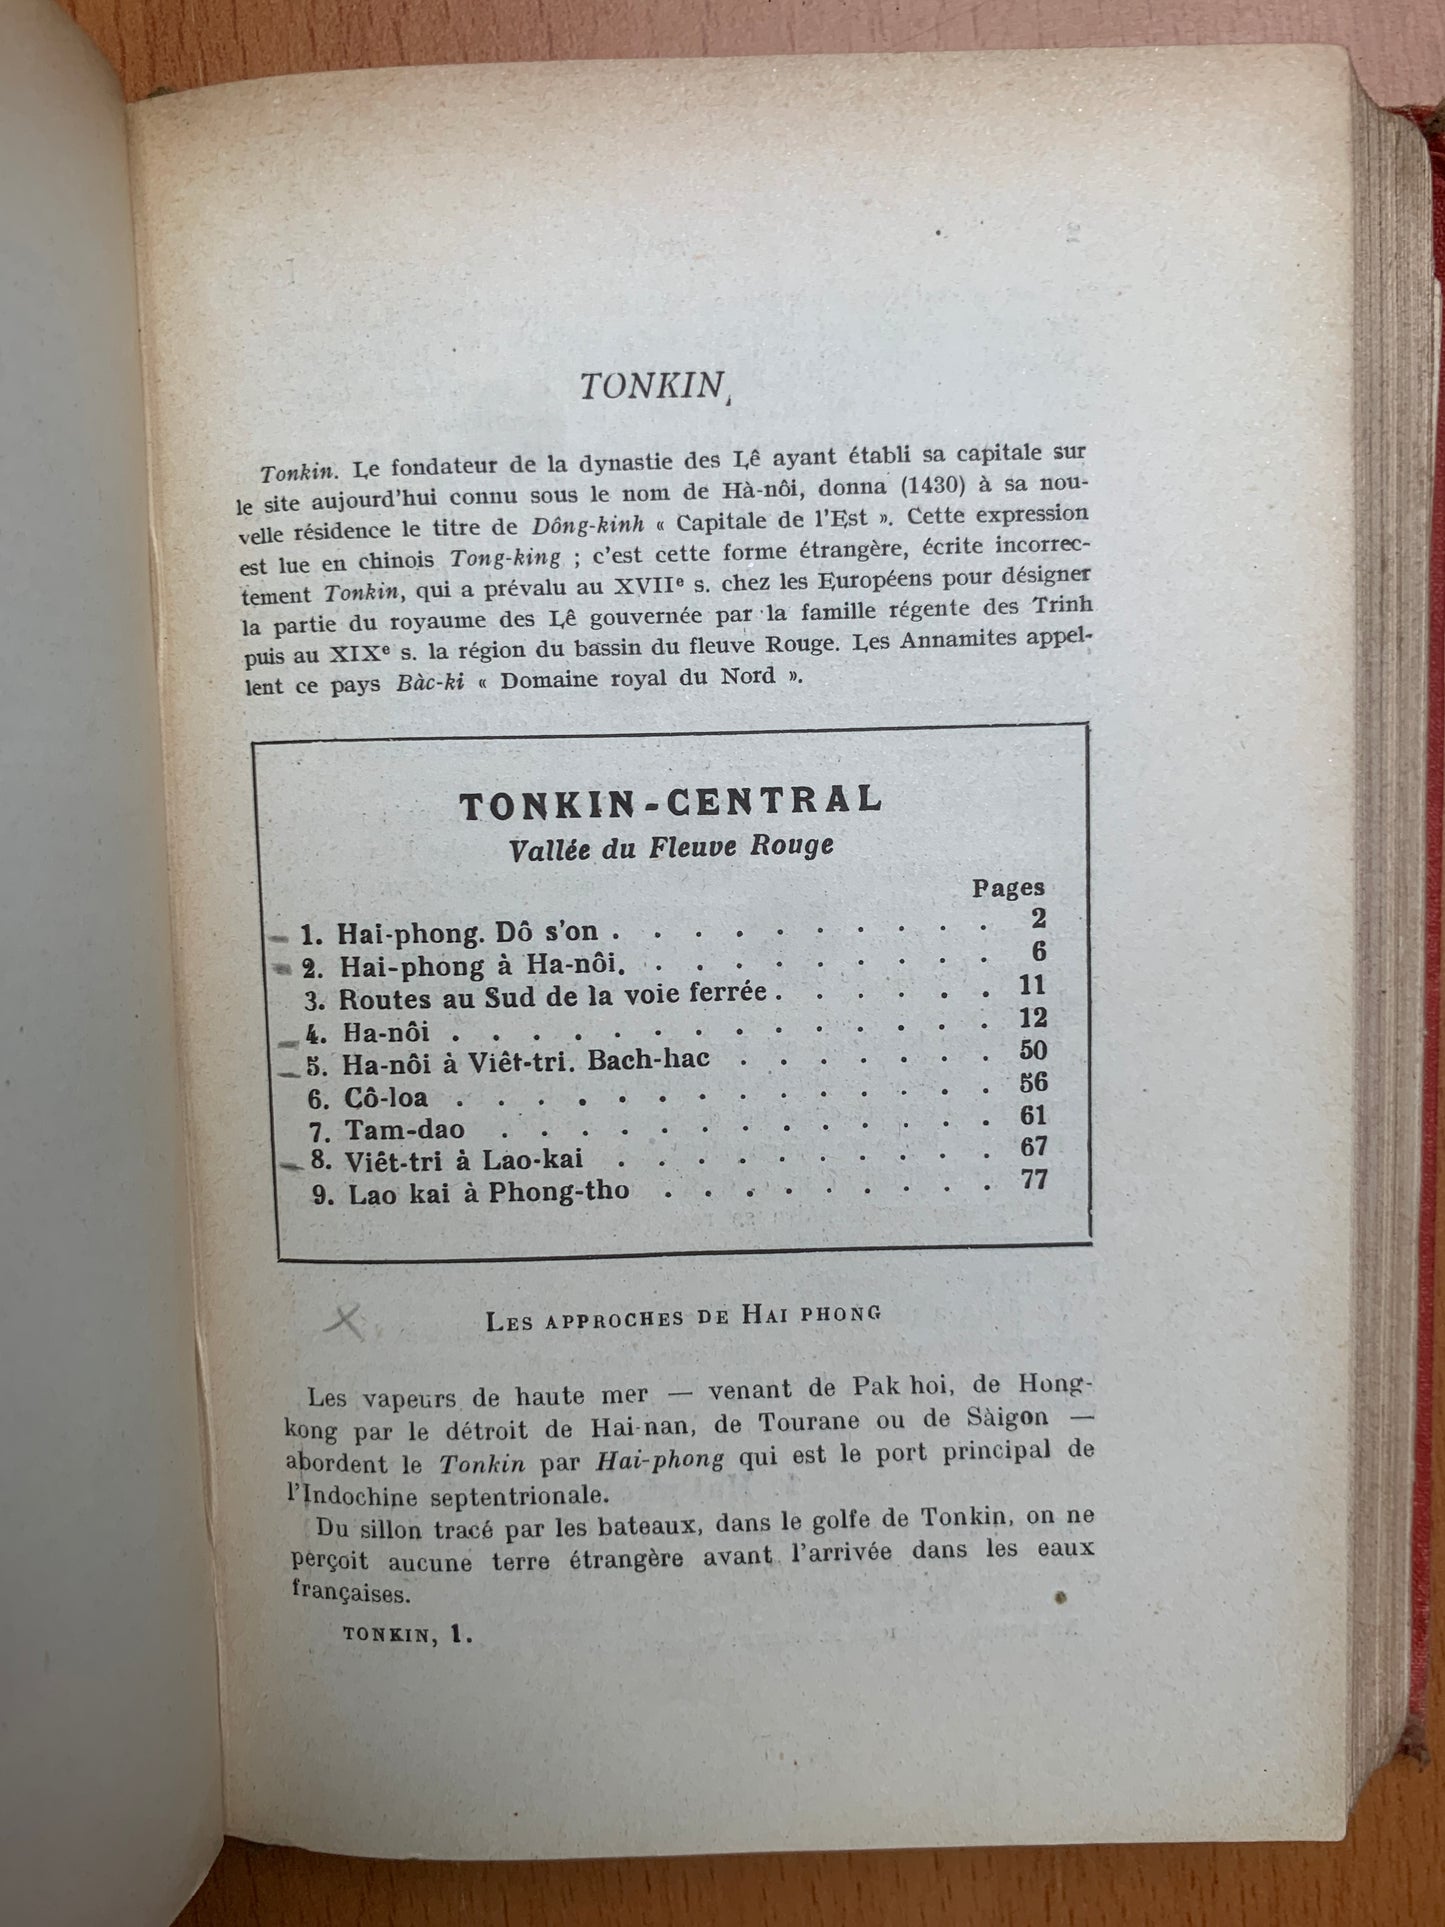 TONKIN
Tonkin. Le fondateur de la dynastie des Lê ayant établi sa capitale sur
le site aujourd'hui connu sous le nom de Hà-nôi, donna (1430) à sa nou-
velle résidence le titre de Dông-kinh « Capitale de l'Est ». Cette expression
est lue en chinois Tong-king ; c'est cette forme étrangère, écrite incorrec-
tement Tonkin, qui a prévalu au XVIIe s. chez les Européens pour désigner
la partie du royaume des Lê gouvernée par la famille régente des Trinh
puis au XIXe s. la région du bassin du fleuve Rouge. Les Annamites appel-
lent ce pays Bàc-ki « Domaine royal du Nord ».
TONKIN-CENTRAL
Vallée du Fleuve Rouge
Pages
1. Hai-phong. Dô s'on . . . . . . . . . . 2
2. Hai-phong à Ha-nôi. . . . . . . . . . 6
3. Routes au Sud de la voie ferrée . . . . . . 11
4. Ha-nôi . . . . . . . . . . . . . . 12
5. Ha-nôi à Viêt-tri. Bach-hac . . . . . . . 50
6. Cô-loa . . . . . . . . . . . . . . 56
7. Tam-dao . . . . . . . . . . . . . 61
8. Viêt-tri à Lao-kai . . . . . . . . . . 67
9. Lao kai à Phong-tho . . . . . . . . . 77
x
LES APPROCHES DE HAI PHONG
Les vapeurs de haute mer — venant de Pak hoi, de Hong-
kong par le détroit de Hai-nan, de Tourane ou de Sàigon —
abordent le Tonkin par Hai-phong qui est le port principal de
l'Indochine septentrionale.
Du sillon tracé par les bateaux, dans le golfe de Tonkin, on ne
perçoit aucune terre étrangère avant l'arrivée dans les eaux
françaises.
TONKIN, 1.